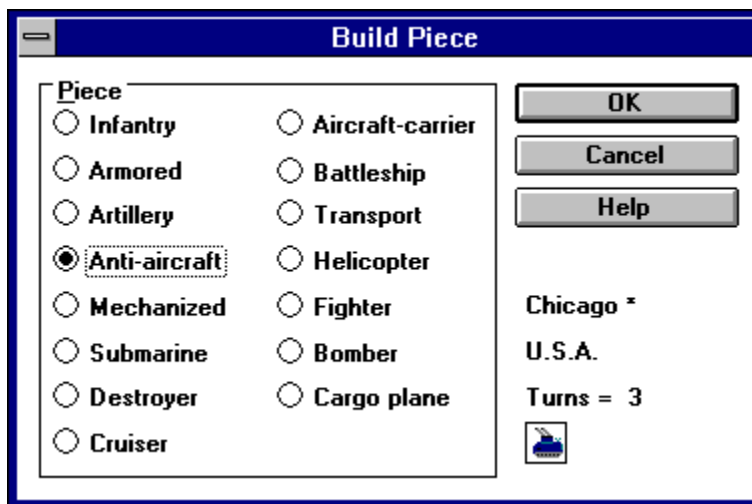 Build Piece
Piece
Infantry
Armored
Artillery
Anti-aircraft
Mechanized
Submarine
Destroyer
Cruiser
Aircraft-carrier
Battleship
Transport
Helicopter
Fighter
Bomber
Cargo plane
OK
Cancel
Help
Chicago *
U.S.A.
Turns = 3